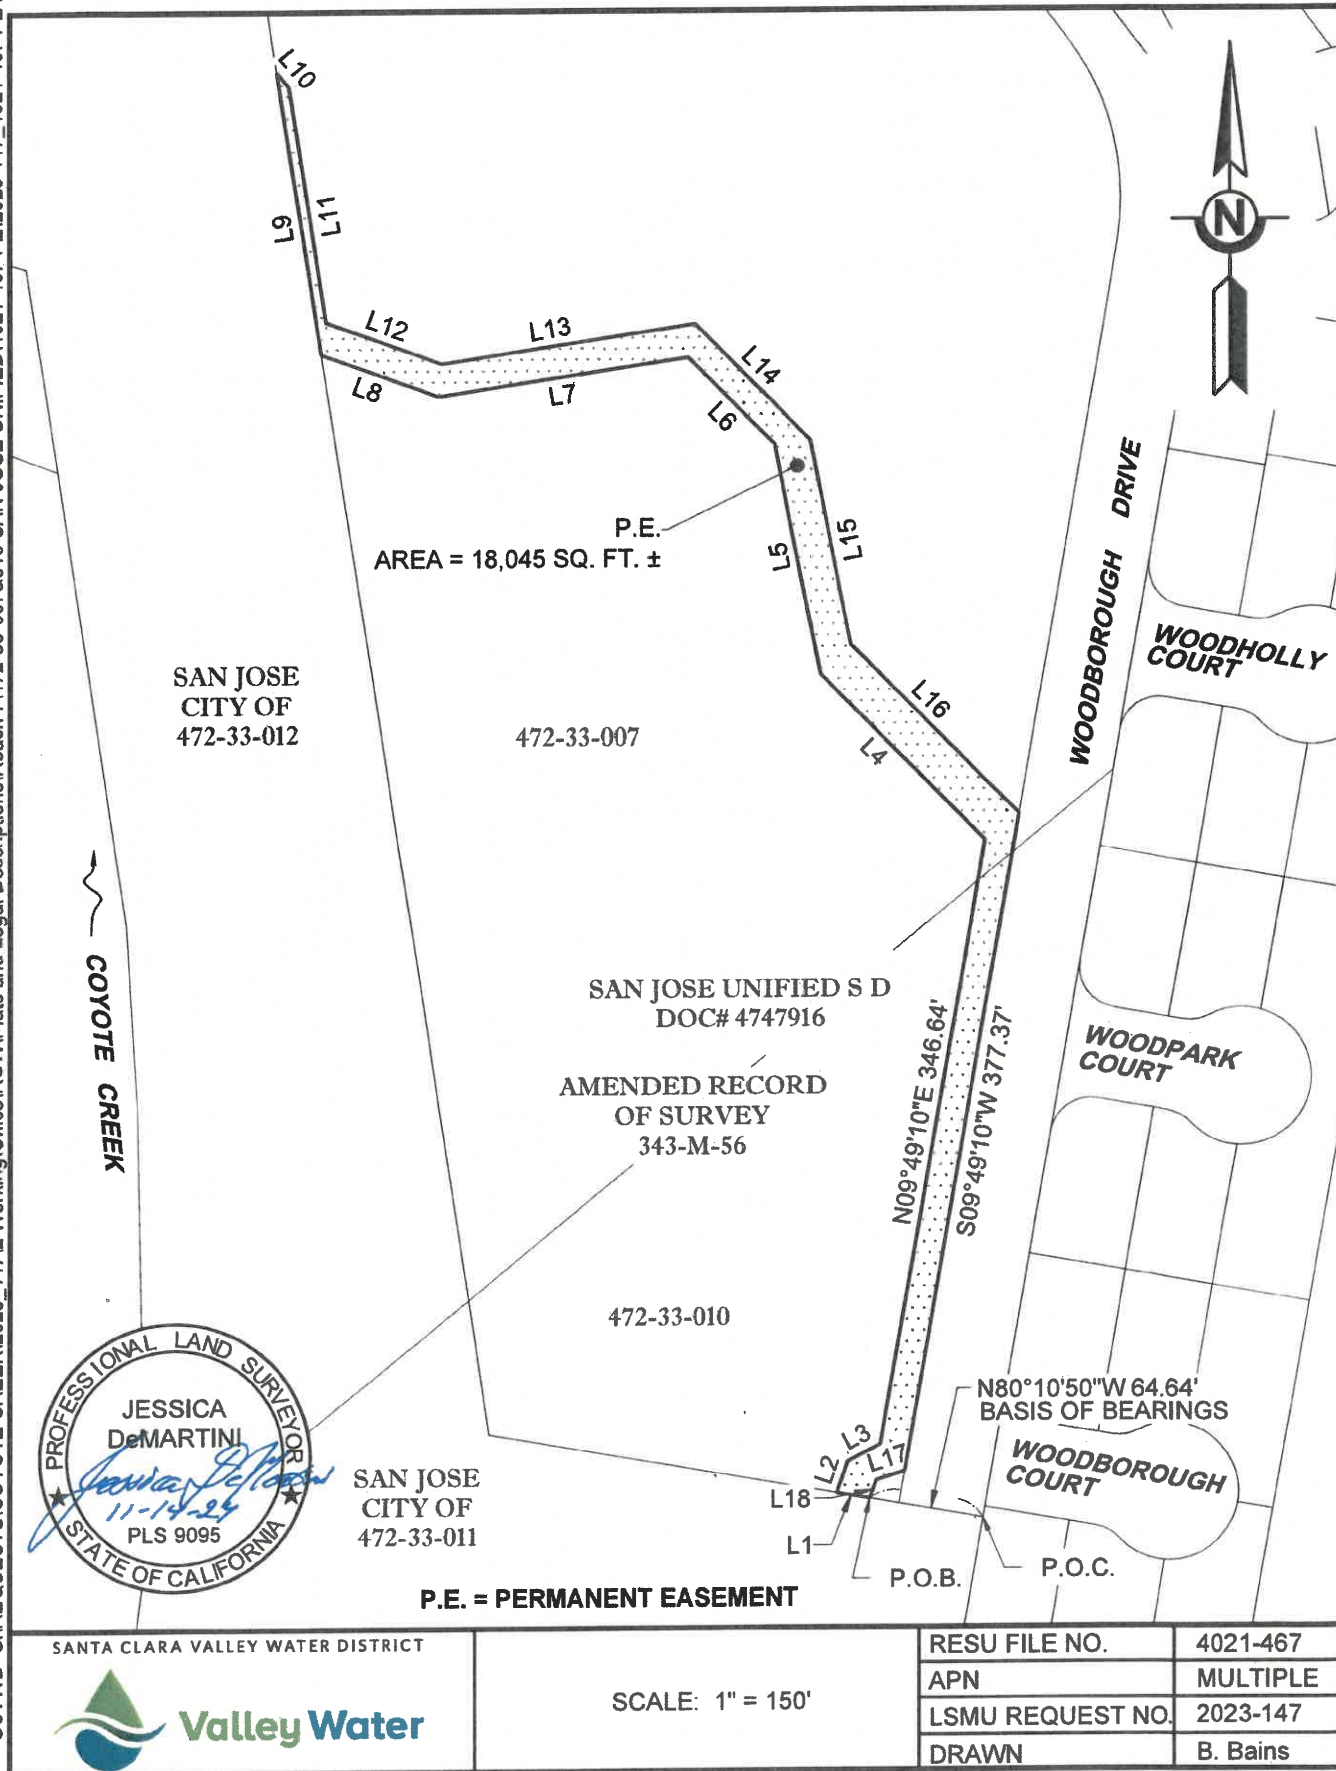 L10
L9
L11
L12
L13
L8
L7
L14
L6
P.E.
AREA = 18,045 SQ. FT. ±
L5
L15
N
WOODBOROUGH DRIVE
WOODHOLLY
COURT
SAN JOSE
CITY OF
472-33-012
472-33-007
L16
L4
COYOTE CREEK
SAN JOSE UNIFIED S D
DOC# 4747916
AMENDED RECORD
OF SURVEY
343-M-56
N09°49'10"E 346.64'
S09°49'10"W 377.37'
WOODPARK
COURT
472-33-010
N80°10'50"W 64.64'
BASIS OF BEARINGS
WOODBOROUGH
COURT
L3
L2
L17
L18
L1
P.O.B.
P.O.C.
PROFESSIONAL LAND SURVEYOR
JESSICA
DeMARTINI
Jessica DeMartini
11-14-24
PLS 9095
STATE OF CALIFORNIA
SAN JOSE
CITY OF
472-33-011
P.E. = PERMANENT EASEMENT
SANTA CLARA VALLEY WATER DISTRICT
Valley Water
SCALE: 1" = 150'
RESU FILE NO. 4021-467
APN MULTIPLE
LSMU REQUEST NO. 2023-147
DRAWN B. Bains